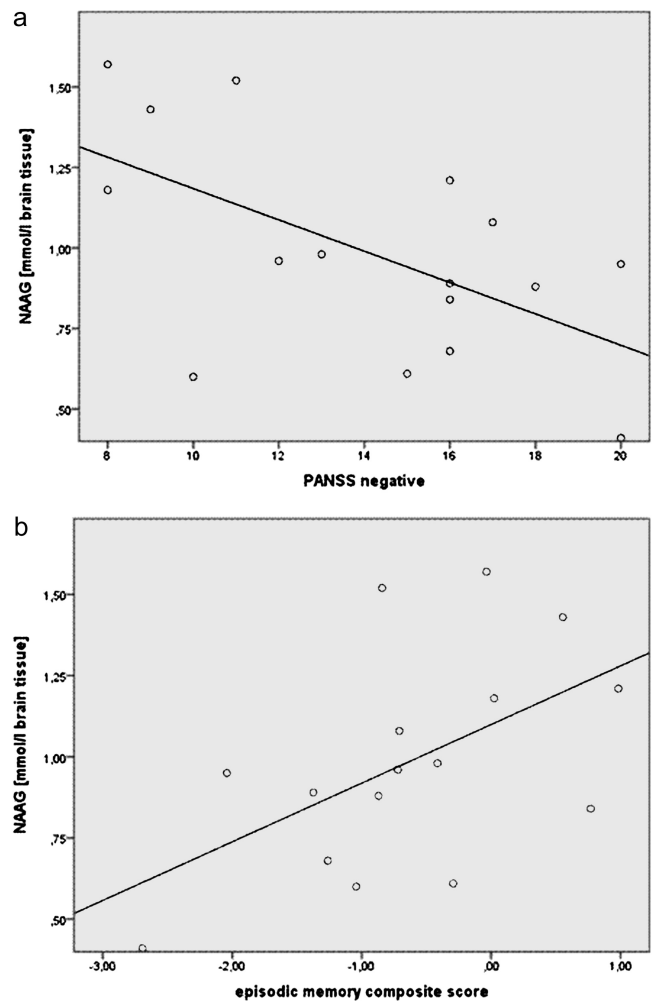 a
NAAG [mmol/l brain tissue]
1,50
1,25
1,00
,75
,50
8 10 12 14 16 18 20
PANSS negative
b
NAAG [mmol/l brain tissue]
1,50
1,25
1,00
,75
,50
-3,00 -2,00 -1,00 ,00 1,00
episodic memory composite score